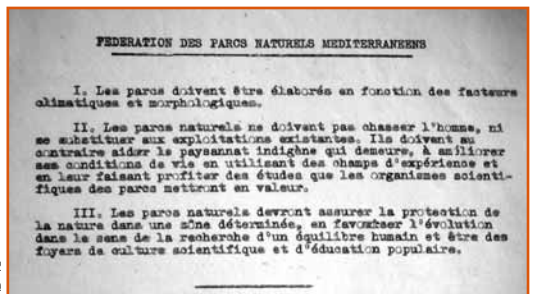 FEDERATION DES PARCS NATURELS MEDITERRANEENS
I. Les parcs doivent être élaborés en fonction des facteurs
climatiques et morphologiques.
II. Les parcs naturels ne doivent pas chasser l'homme, ni
se substituer aux exploitations existantes. Ils doivent au
contraire aider le paysannat indigène qui demeure, à améliorer
ses conditions de vie en utilisant des champs d'expérience et
en leur faisant profiter des études que les organismes scienti-
fiques des parcs mettront en valeur.
III. Les parcs naturels devront assurer la protection de
la nature dans une zône déterminée, en favoriser l'évolution
dans le sens de la recherche d'un équilibre humain et être des
foyers de culture scientifique et d'éducation populaire.